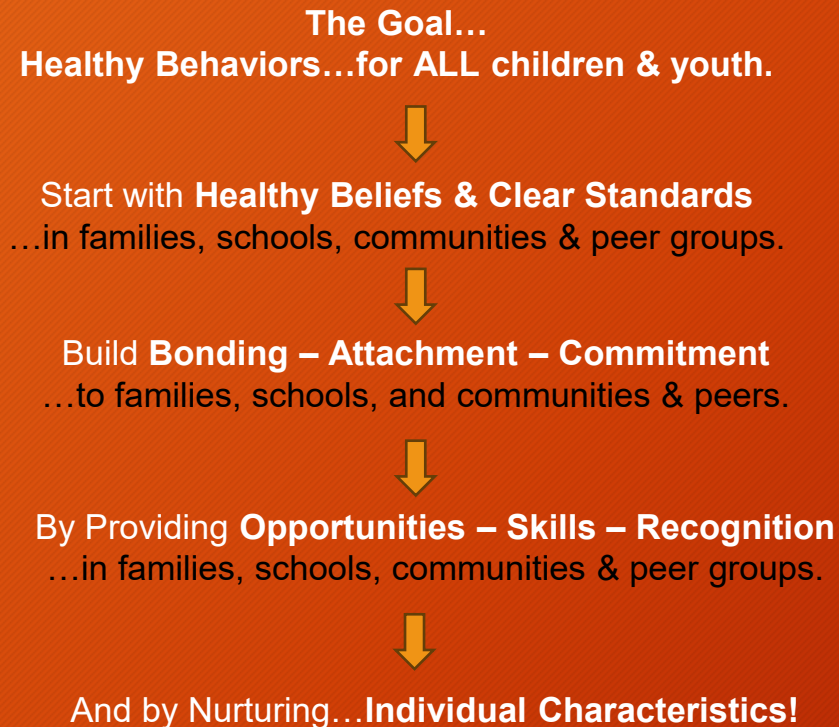 The Goal…
Healthy Behaviors…for ALL children & youth.
Start with Healthy Beliefs & Clear Standards
…in families, schools, communities & peer groups.
Build Bonding – Attachment – Commitment
…to families, schools, and communities & peers.
By Providing Opportunities – Skills – Recognition
…in families, schools, communities & peer groups.
And by Nurturing…Individual Characteristics!